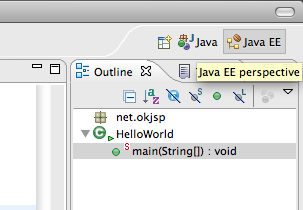 Java Java EE
Outline Java EE perspective
net.okjsp
HelloWorld
main(String[]) : void